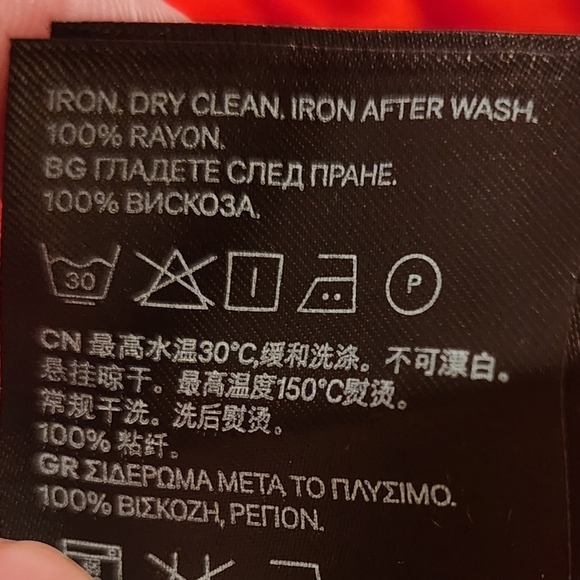 IRON. DRY CLEAN. IRON AFTER WASH.
100% RAYON.
BG ГЛАДЕТЕ СЛЕД ПРАНЕ.
100% ВИСКОЗА.
30 P
CN 最高水温30°C,缓和洗涤。不可漂白。
悬挂晾干。最高温度150°C熨烫。
常规干洗。洗后熨烫。
100% 粘纤。
GR ΣΙΔΕΡΩΜΑ ΜΕΤΑ ΤΟ ΠΛΥΣΙΜΟ.
100% ΒΙΣΚΟΖΗ, ΡΕΓΙΟΝ.